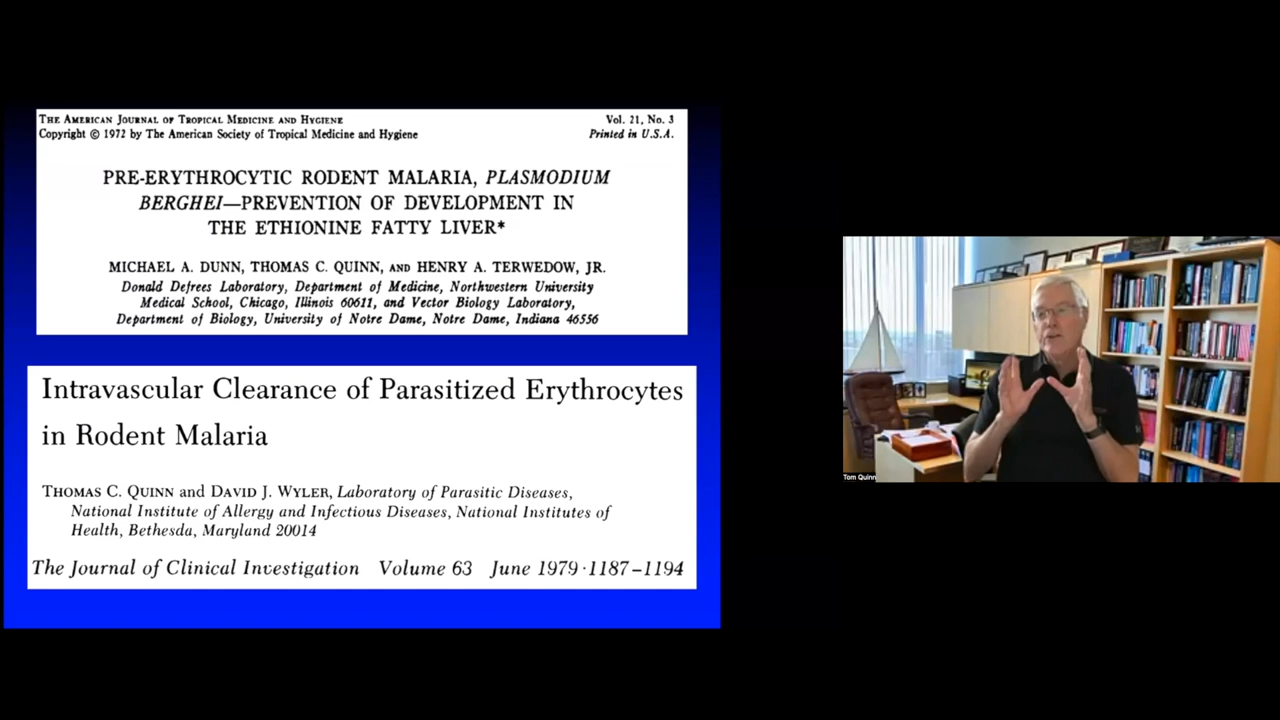 THE AMERICAN JOURNAL OF TROPICAL MEDICINE AND HYGIENE
Vol. 21, No. 3
Copyright © 1972 by The American Society of Tropical Medicine and Hygiene
Printed in U.S.A.
PRE-ERYTHROCYTIC RODENT MALARIA, PLASMODIUM
BERGHEI—PREVENTION OF DEVELOPMENT IN
THE ETHIONINE FATTY LIVER*
MICHAEL A. DUNN, THOMAS C. QUINN, AND HENRY A. TERWEDOW, JR.
Donald Defrees Laboratory, Department of Medicine, Northwestern University
Medical School, Chicago, Illinois 60611, and Vector Biology Laboratory,
Department of Biology, University of Notre Dame, Notre Dame, Indiana 46556
Intravascular Clearance of Parasitized Erythrocytes
in Rodent Malaria
THOMAS C. QUINN and DAVID J. WYLER, Laboratory of Parasitic Diseases,
National Institute of Allergy and Infectious Diseases, National Institutes of
Health, Bethesda, Maryland 20014
The Journal of Clinical Investigation Volume 63 June 1979·1187–1194
Tom Quinn